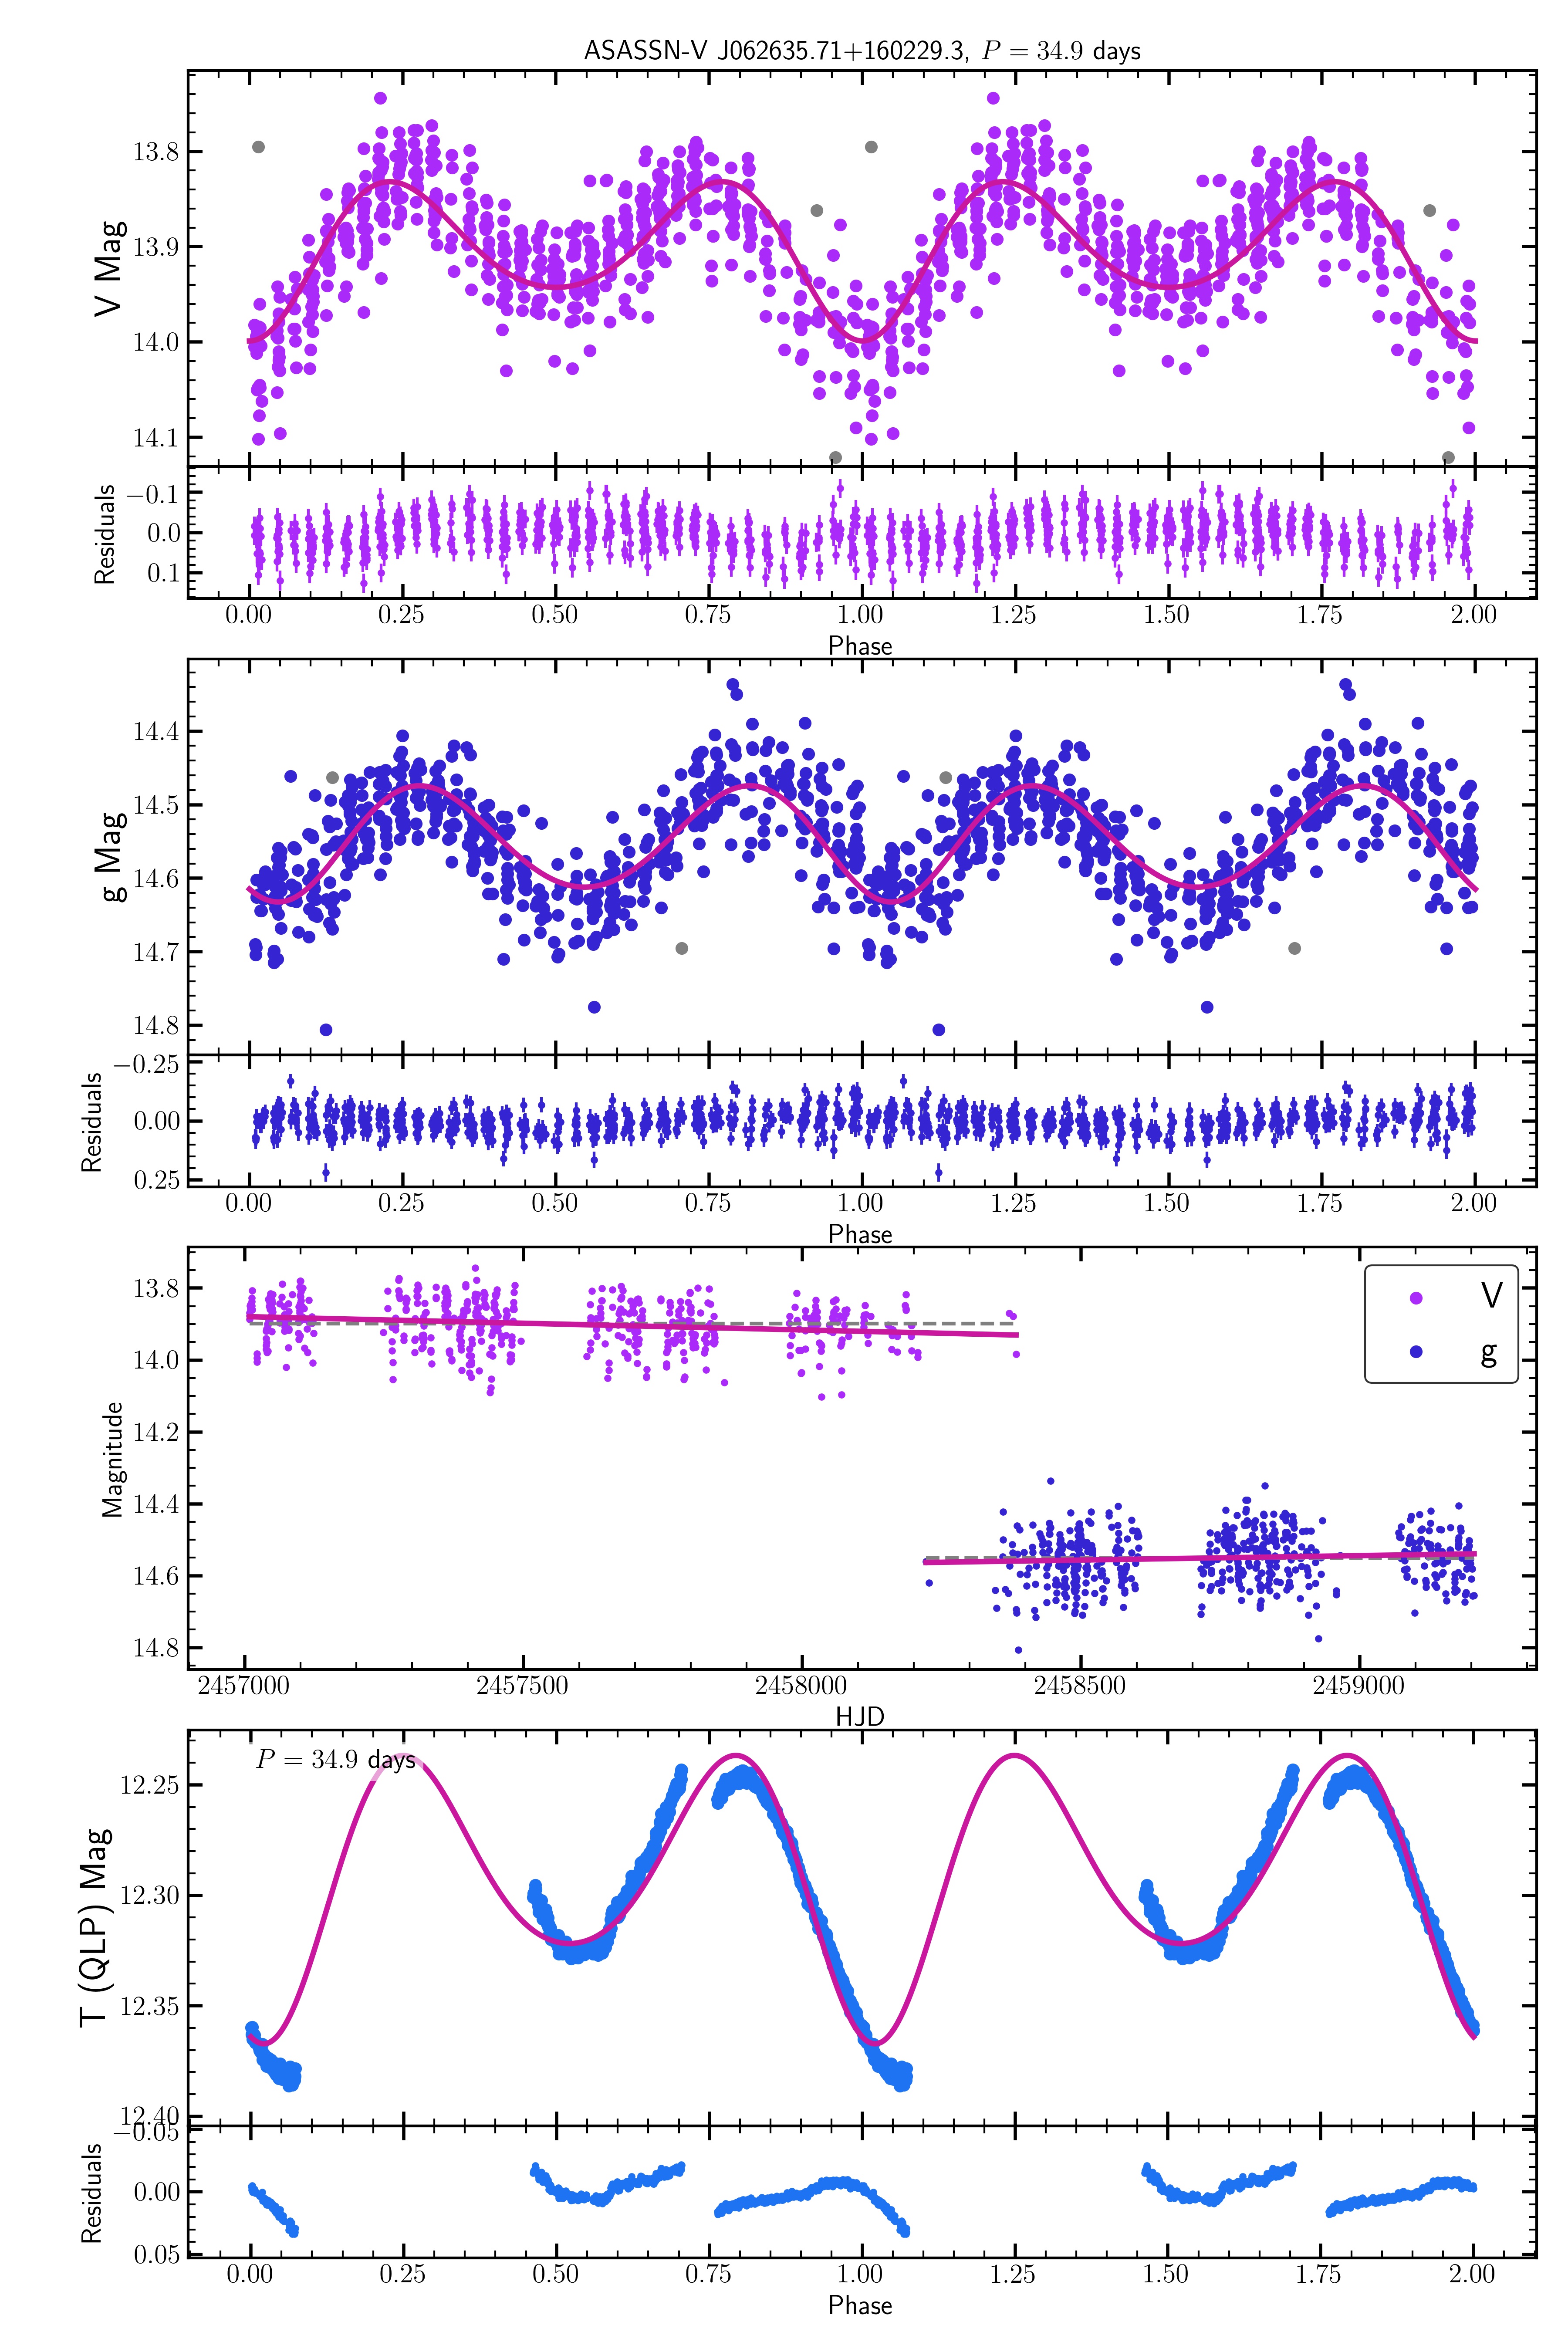 ASASSN-V J062635.71+160229.3, P = 34.9 days
V Mag
13.8
13.9
14.0
14.1
Residuals
−0.1
0.0
0.1
0.00 0.25 0.50 0.75 1.00 1.25 1.50 1.75 2.00
Phase
g Mag
14.4
14.5
14.6
14.7
14.8
Residuals
−0.25
0.00
0.25
0.00 0.25 0.50 0.75 1.00 1.25 1.50 1.75 2.00
Phase
Magnitude
13.8
14.0
14.2
14.4
14.6
14.8
V
g
2457000 2457500 2458000 2458500 2459000
HJD
P = 34.9 days
T (QLP) Mag
12.25
12.30
12.35
12.40
Residuals
−0.05
0.00
0.05
0.00 0.25 0.50 0.75 1.00 1.25 1.50 1.75 2.00
Phase